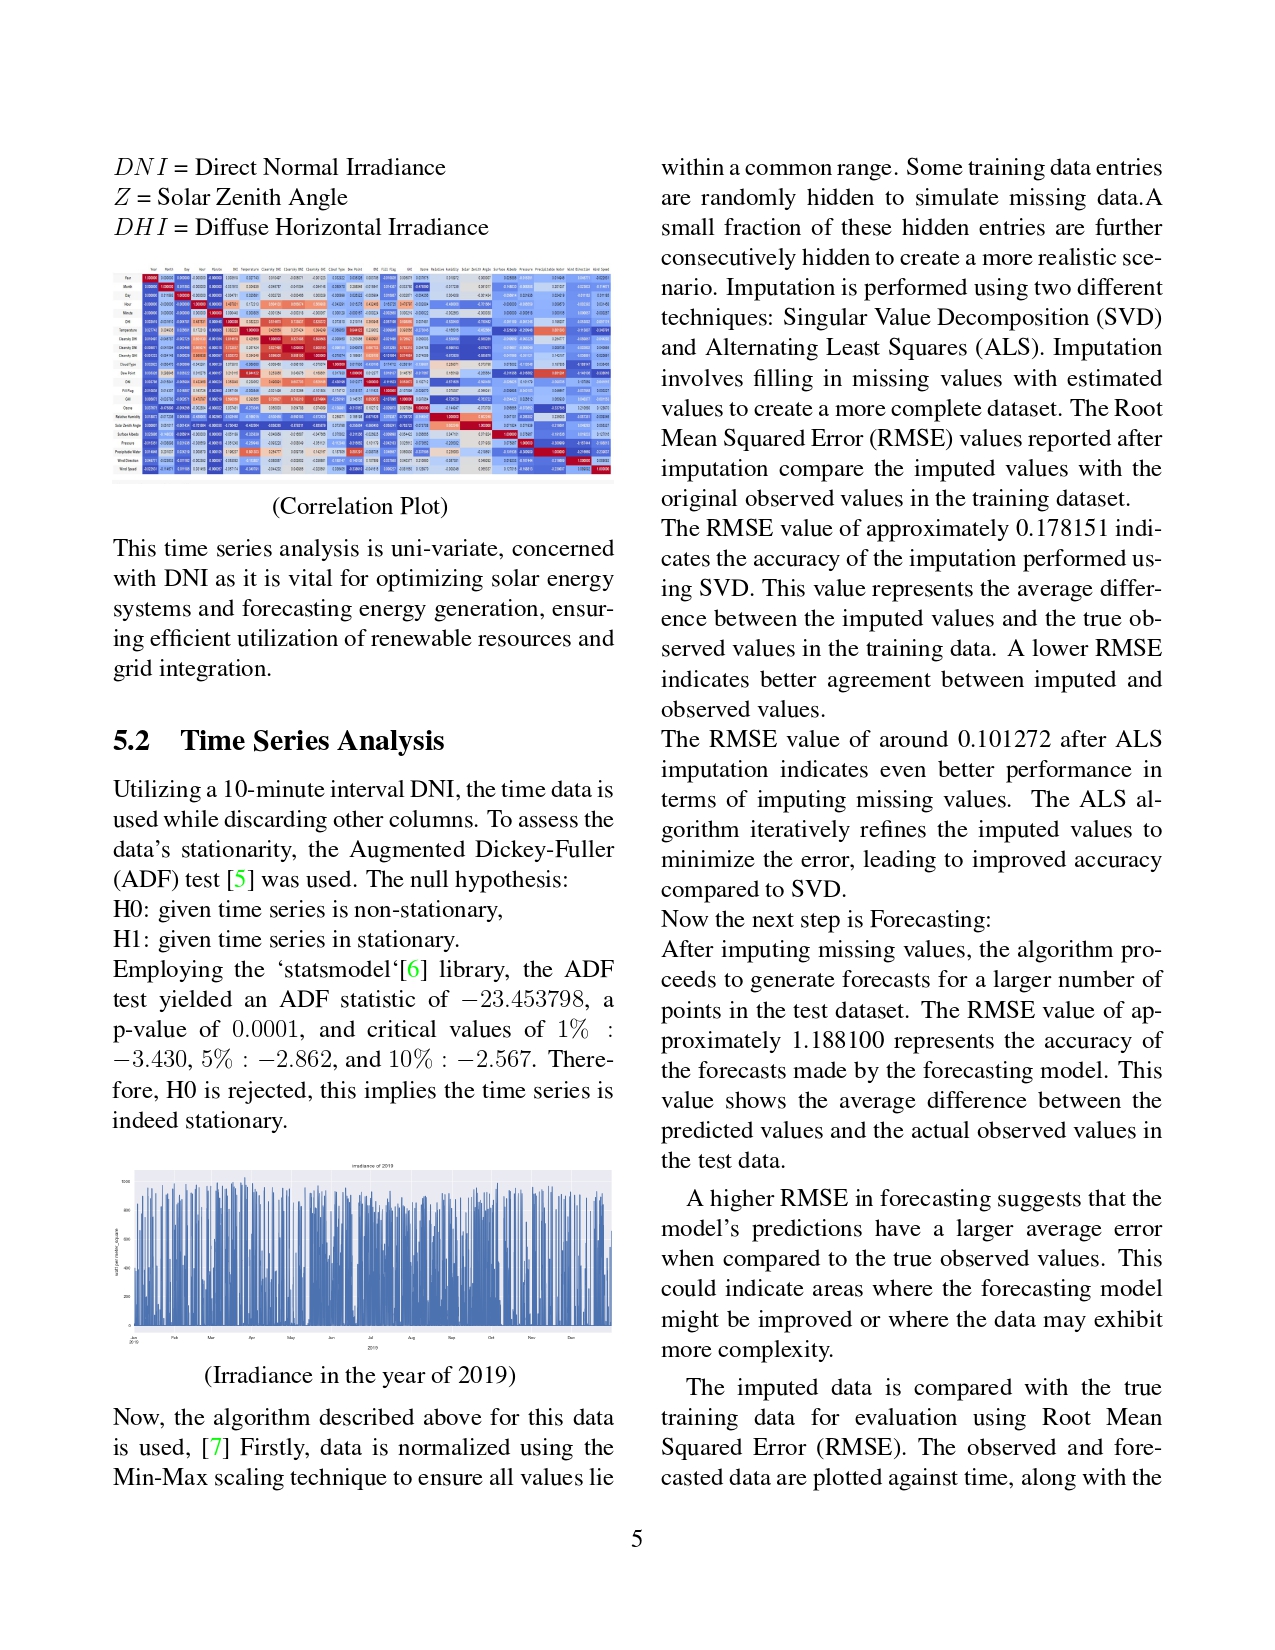 DNI = Direct Normal Irradiance
Z = Solar Zenith Angle
DHI = Diffuse Horizontal Irradiance
(Correlation Plot)
This time series analysis is uni-variate, concerned
with DNI as it is vital for optimizing solar energy
systems and forecasting energy generation, ensur-
ing efficient utilization of renewable resources and
grid integration.
5.2 Time Series Analysis
Utilizing a 10-minute interval DNI, the time data is
used while discarding other columns. To assess the
data's stationarity, the Augmented Dickey-Fuller
(ADF) test [5] was used. The null hypothesis:
H0: given time series is non-stationary,
H1: given time series in stationary.
Employing the ‘statsmodel‘[6] library, the ADF
test yielded an ADF statistic of −23.453798, a
p-value of 0.0001, and critical values of 1% :
−3.430, 5% : −2.862, and 10% : −2.567. There-
fore, H0 is rejected, this implies the time series is
indeed stationary.
irradiance of 2019
1000
800
600
400
200
0
Jan
2019
Feb
Mar
Apr
May
Jun
Jul
Aug
Sep
Oct
Nov
Dec
2019
(Irradiance in the year of 2019)
Now, the algorithm described above for this data
is used, [7] Firstly, data is normalized using the
Min-Max scaling technique to ensure all values lie
within a common range. Some training data entries
are randomly hidden to simulate missing data.A
small fraction of these hidden entries are further
consecutively hidden to create a more realistic sce-
nario. Imputation is performed using two different
techniques: Singular Value Decomposition (SVD)
and Alternating Least Squares (ALS). Imputation
involves filling in missing values with estimated
values to create a more complete dataset. The Root
Mean Squared Error (RMSE) values reported after
imputation compare the imputed values with the
original observed values in the training dataset.
The RMSE value of approximately 0.178151 indi-
cates the accuracy of the imputation performed us-
ing SVD. This value represents the average differ-
ence between the imputed values and the true ob-
served values in the training data. A lower RMSE
indicates better agreement between imputed and
observed values.
The RMSE value of around 0.101272 after ALS
imputation indicates even better performance in
terms of imputing missing values. The ALS al-
gorithm iteratively refines the imputed values to
minimize the error, leading to improved accuracy
compared to SVD.
Now the next step is Forecasting:
After imputing missing values, the algorithm pro-
ceeds to generate forecasts for a larger number of
points in the test dataset. The RMSE value of ap-
proximately 1.188100 represents the accuracy of
the forecasts made by the forecasting model. This
value shows the average difference between the
predicted values and the actual observed values in
the test data.
A higher RMSE in forecasting suggests that the
model's predictions have a larger average error
when compared to the true observed values. This
could indicate areas where the forecasting model
might be improved or where the data may exhibit
more complexity.
The imputed data is compared with the true
training data for evaluation using Root Mean
Squared Error (RMSE). The observed and fore-
casted data are plotted against time, along with the
5